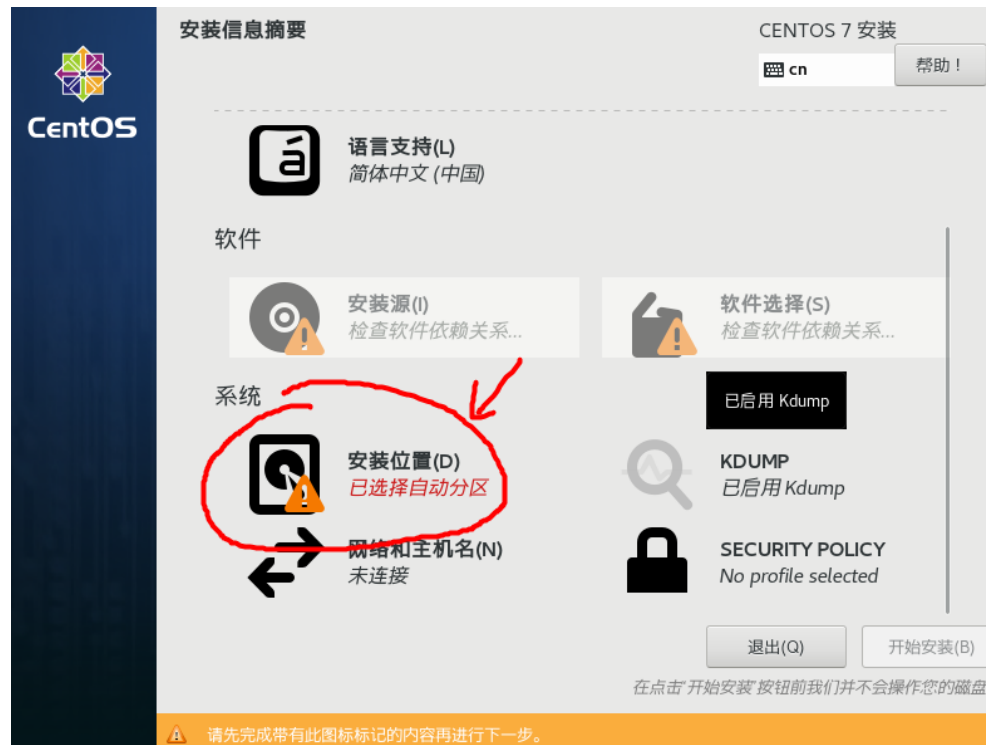 安装信息摘要
CENTOS 7 安装
cn
帮助！
CentOS
语言支持(L)
简体中文 (中国)
软件
安装源(I)
检查软件依赖关系...
软件选择(S)
检查软件依赖关系...
系统
已启用 Kdump
安装位置(D)
已选择自动分区
KDUMP
已启用 Kdump
网络和主机名(N)
未连接
SECURITY POLICY
No profile selected
退出(Q)
开始安装(B)
在点击"开始安装"按钮前我们并不会操作您的磁盘
请先完成带有此图标标记的内容再进行下一步。